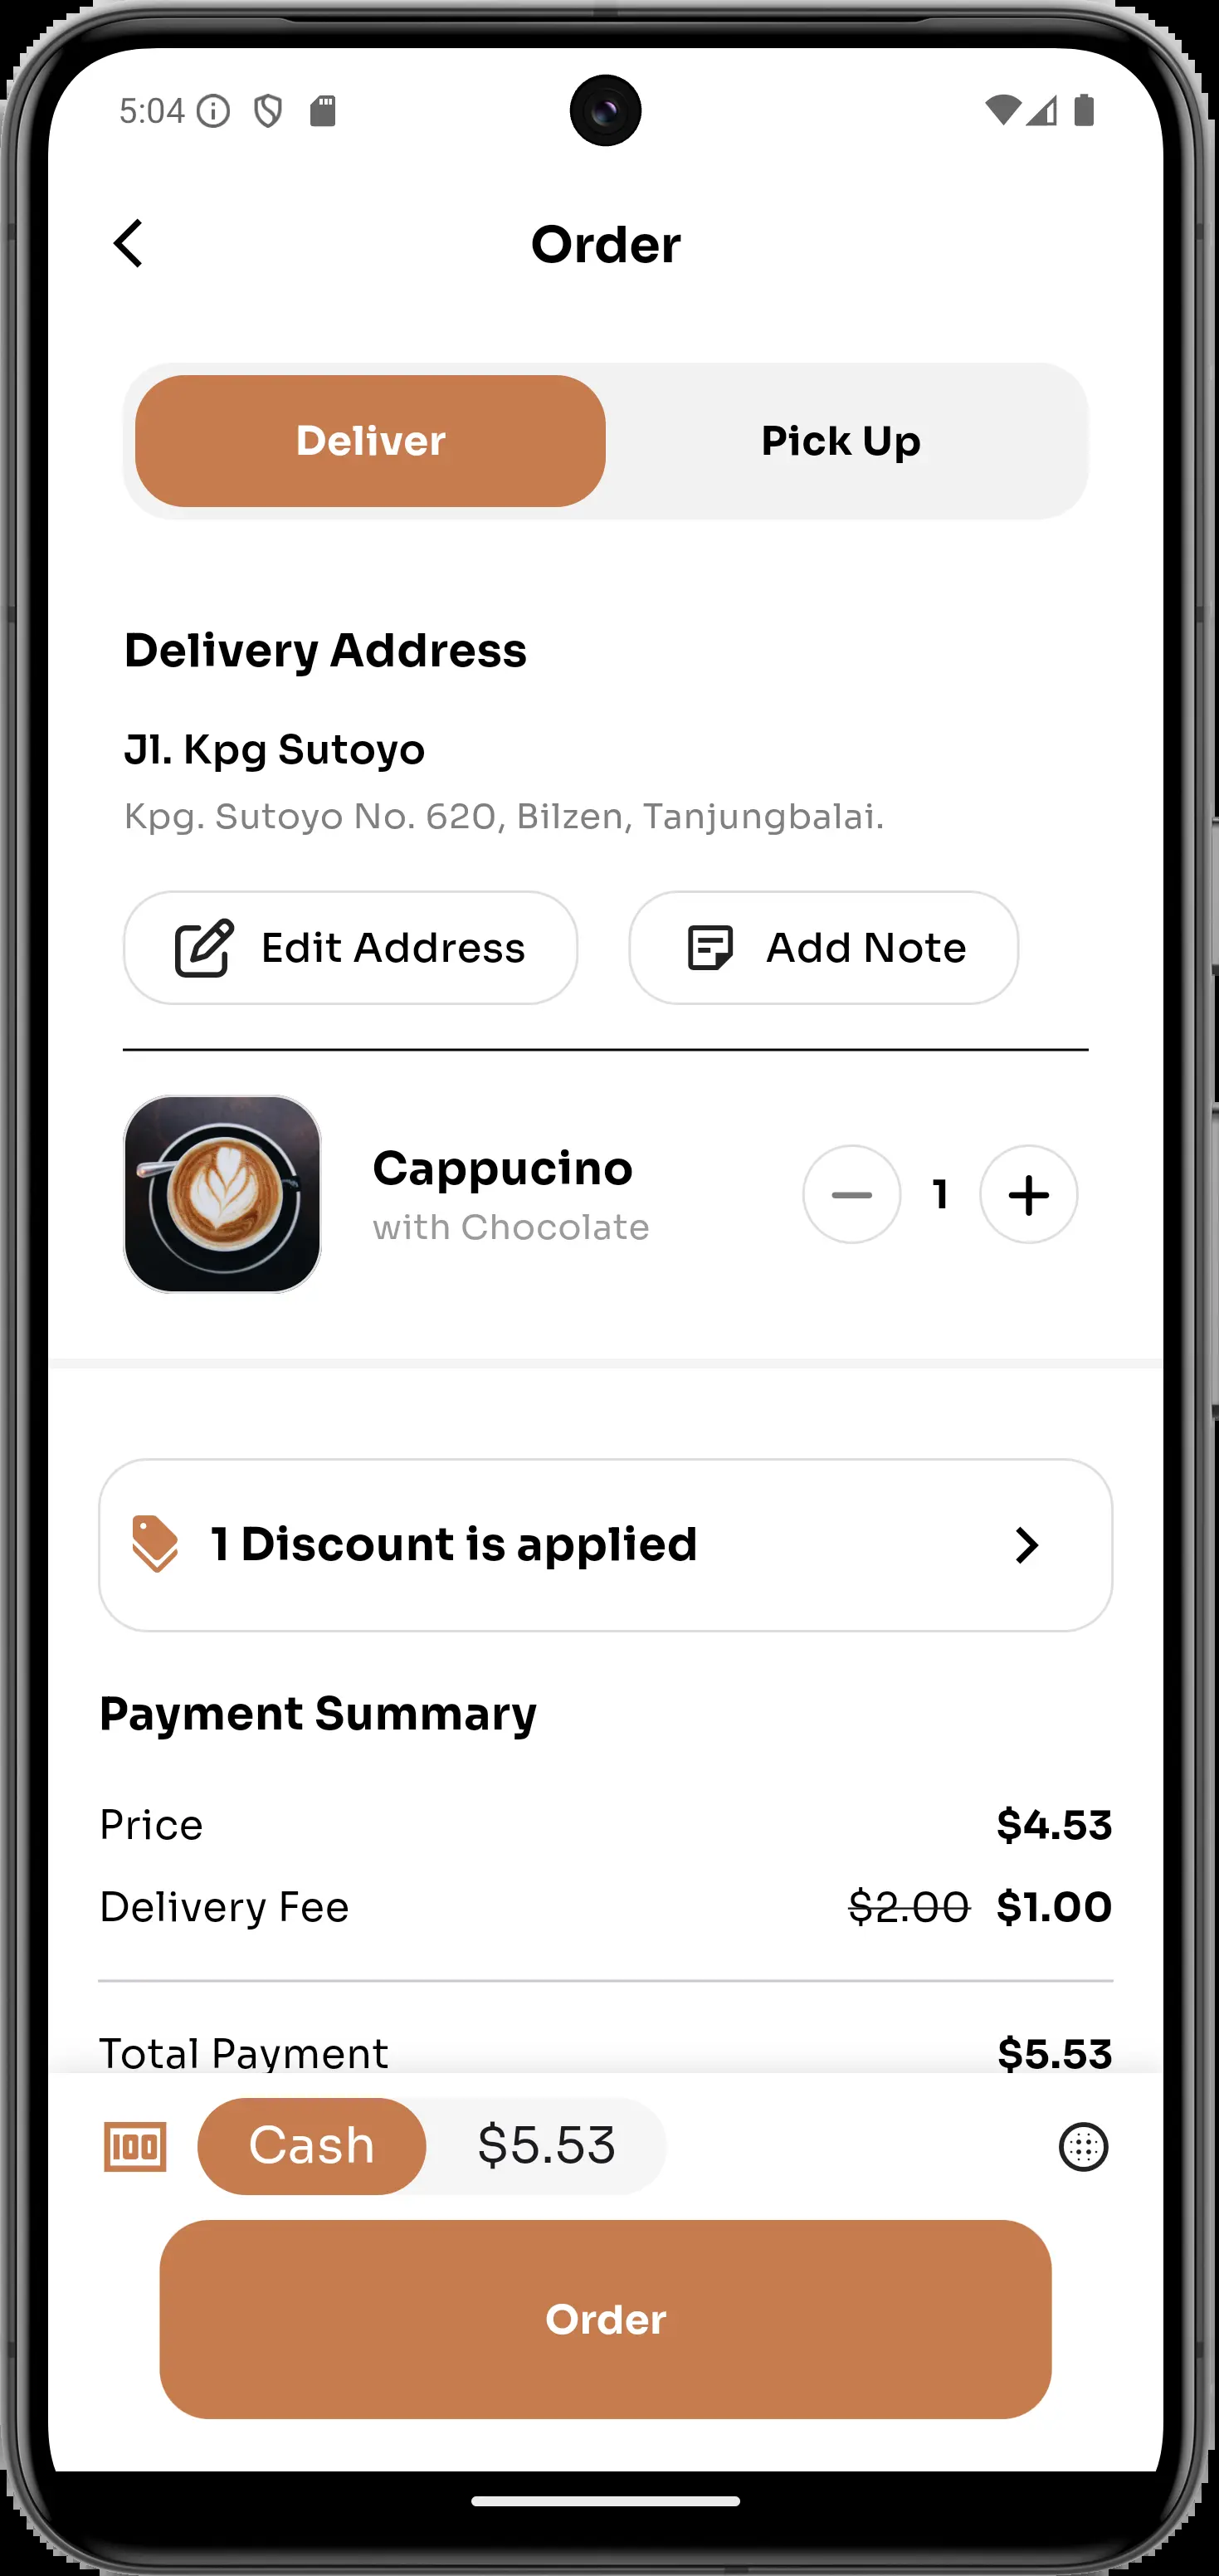 5:04
Order
Deliver Pick Up
Delivery Address
Jl. Kpg Sutoyo
Kpg. Sutoyo No. 620, Bilzen, Tanjungbalai.
Edit Address Add Note
Cappucino
with Chocolate
1
1 Discount is applied
Payment Summary
Price $4.53
Delivery Fee $2.00 $1.00
Total Payment $5.53
100 Cash $5.53
Order